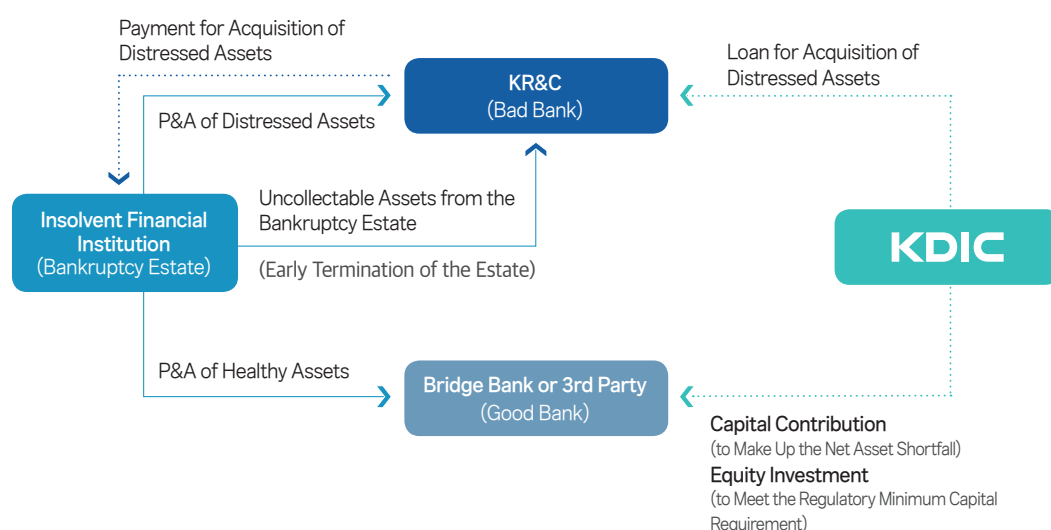 Payment for Acquisition of
Distressed Assets
Loan for Acquisition of
Distressed Assets
KR&C
(Bad Bank)
P&A of Distressed Assets
Uncollectable Assets from the
Bankruptcy Estate
(Early Termination of the Estate)
Insolvent Financial
Institution
(Bankruptcy Estate)
KDIC
P&A of Healthy Assets
Bridge Bank or 3rd Party
(Good Bank)
Capital Contribution
(to Make Up the Net Asset Shortfall)
Equity Investment
(to Meet the Regulatory Minimum Capital
Requirement)